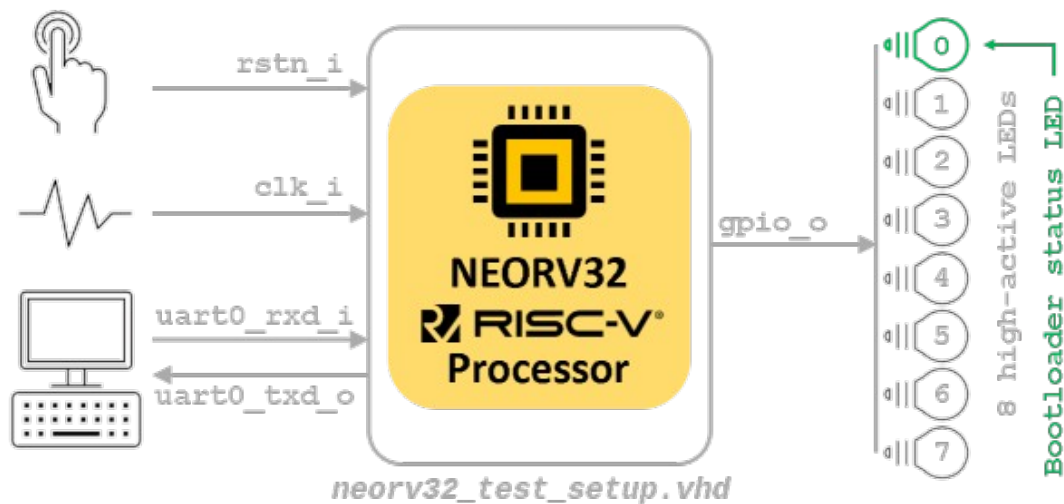 rstn_i
clk_i
uart0_rxd_i
uart0_txd_o
NEORV32
RISC-V®
Processor
gpio_o
0
1
2
3
4
5
6
7
8 high-active LEDs
Bootloader status LED
neorv32_test_setup.vhd